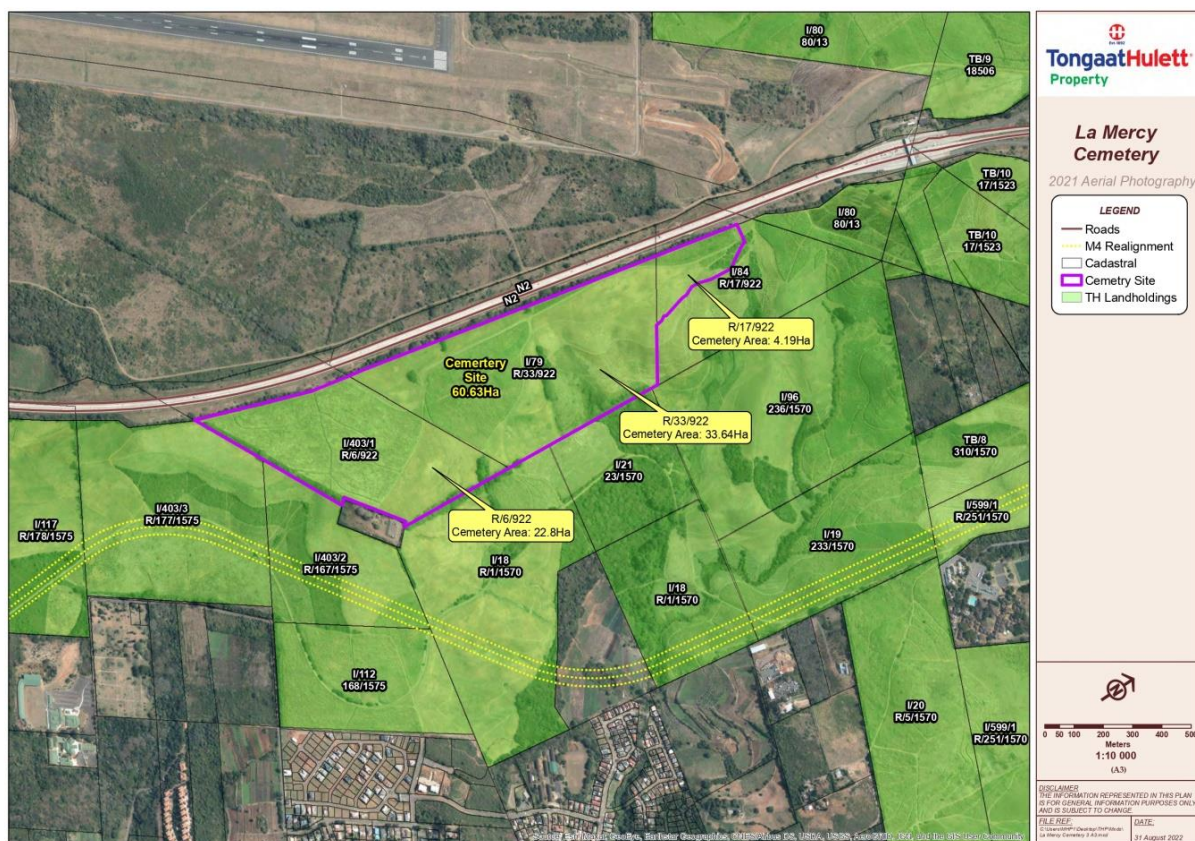 I/80
80/13
TB/9
18506
TB/10
17/1523
I/80
80/13
TB/10
17/1523
I/84
R/17/922
N2
N2
R/17/922
Cemetery Area: 4.19Ha
Cemertery
Site
60.63Ha
I/79
R/33/922
I/96
236/1570
R/33/922
Cemetery Area: 33.64Ha
I/403/1
R/6/922
TB/8
310/1570
I/21
23/1570
I/403/3
R/177/1575
I/117
R/178/1575
R/6/922
Cemetery Area: 22.8Ha
I/599/1
R/251/1570
I/19
233/1570
I/403/2
R/167/1575
I/18
R/1/1570
I/18
R/1/1570
I/112
168/1575
I/20
R/5/1570
I/599/1
R/251/1570
TongaatHulett
Property
La Mercy
Cemetery
2021 Aerial Photography
LEGEND
Roads
M4 Realignment
Cadastral
Cemetry Site
TH Landholdings
N
0 50 100 200 300 400 500
Meters
1:10 000
(A3)
DISCLAIMER
THE INFORMATION REPRESENTED IN THIS PLAN
IS FOR GENERAL INFORMATION PURPOSES ONLY
AND IS SUBJECT TO CHANGE.
FILE REF:
DATE:
31 August 2022